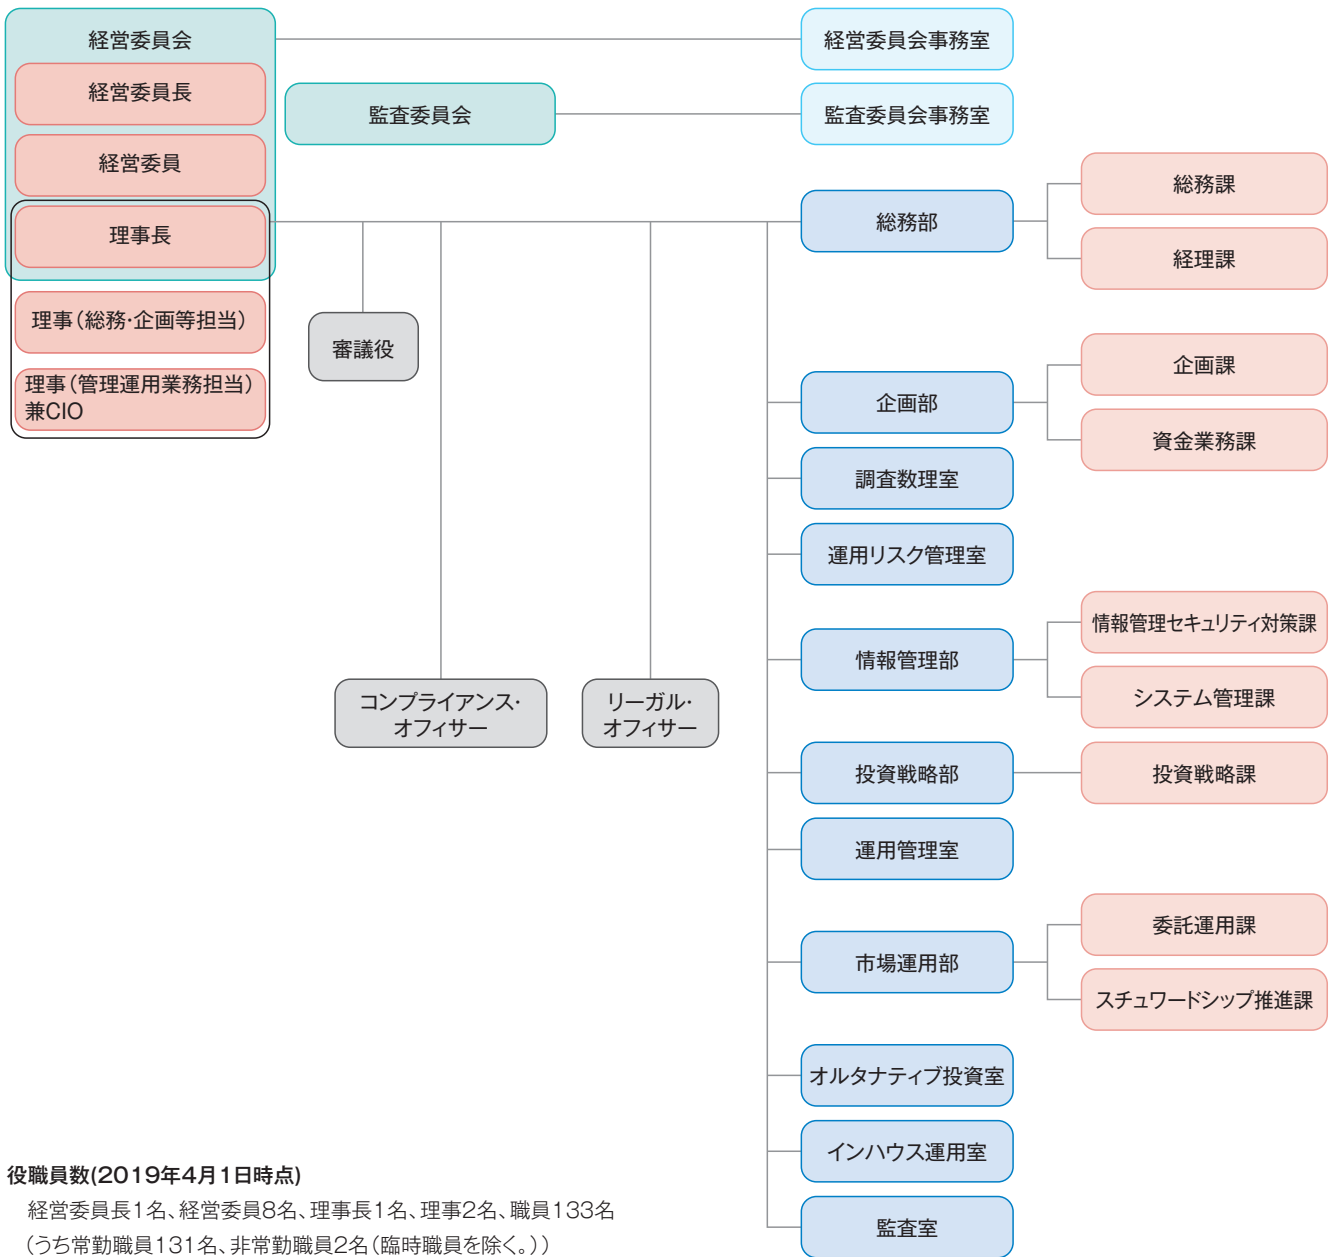 経営委員会
経営委員長
経営委員
理事長
理事(総務・企画等担当)
理事(管理運用業務担当)
兼CIO
監査委員会
経営委員会事務室
監査委員会事務室
審議役
コンプライアンス・
オフィサー
リーガル・
オフィサー
総務部
総務課
経理課
企画部
企画課
資金業務課
調査数理室
運用リスク管理室
情報管理部
情報管理セキュリティ対策課
システム管理課
投資戦略部
投資戦略課
運用管理室
市場運用部
委託運用課
スチュワードシップ推進課
オルタナティブ投資室
インハウス運用室
監査室
役職員数(2019年4月1日時点)
経営委員長1名、経営委員8名、理事長1名、理事2名、職員133名
(うち常勤職員131名、非常勤職員2名(臨時職員を除く。))